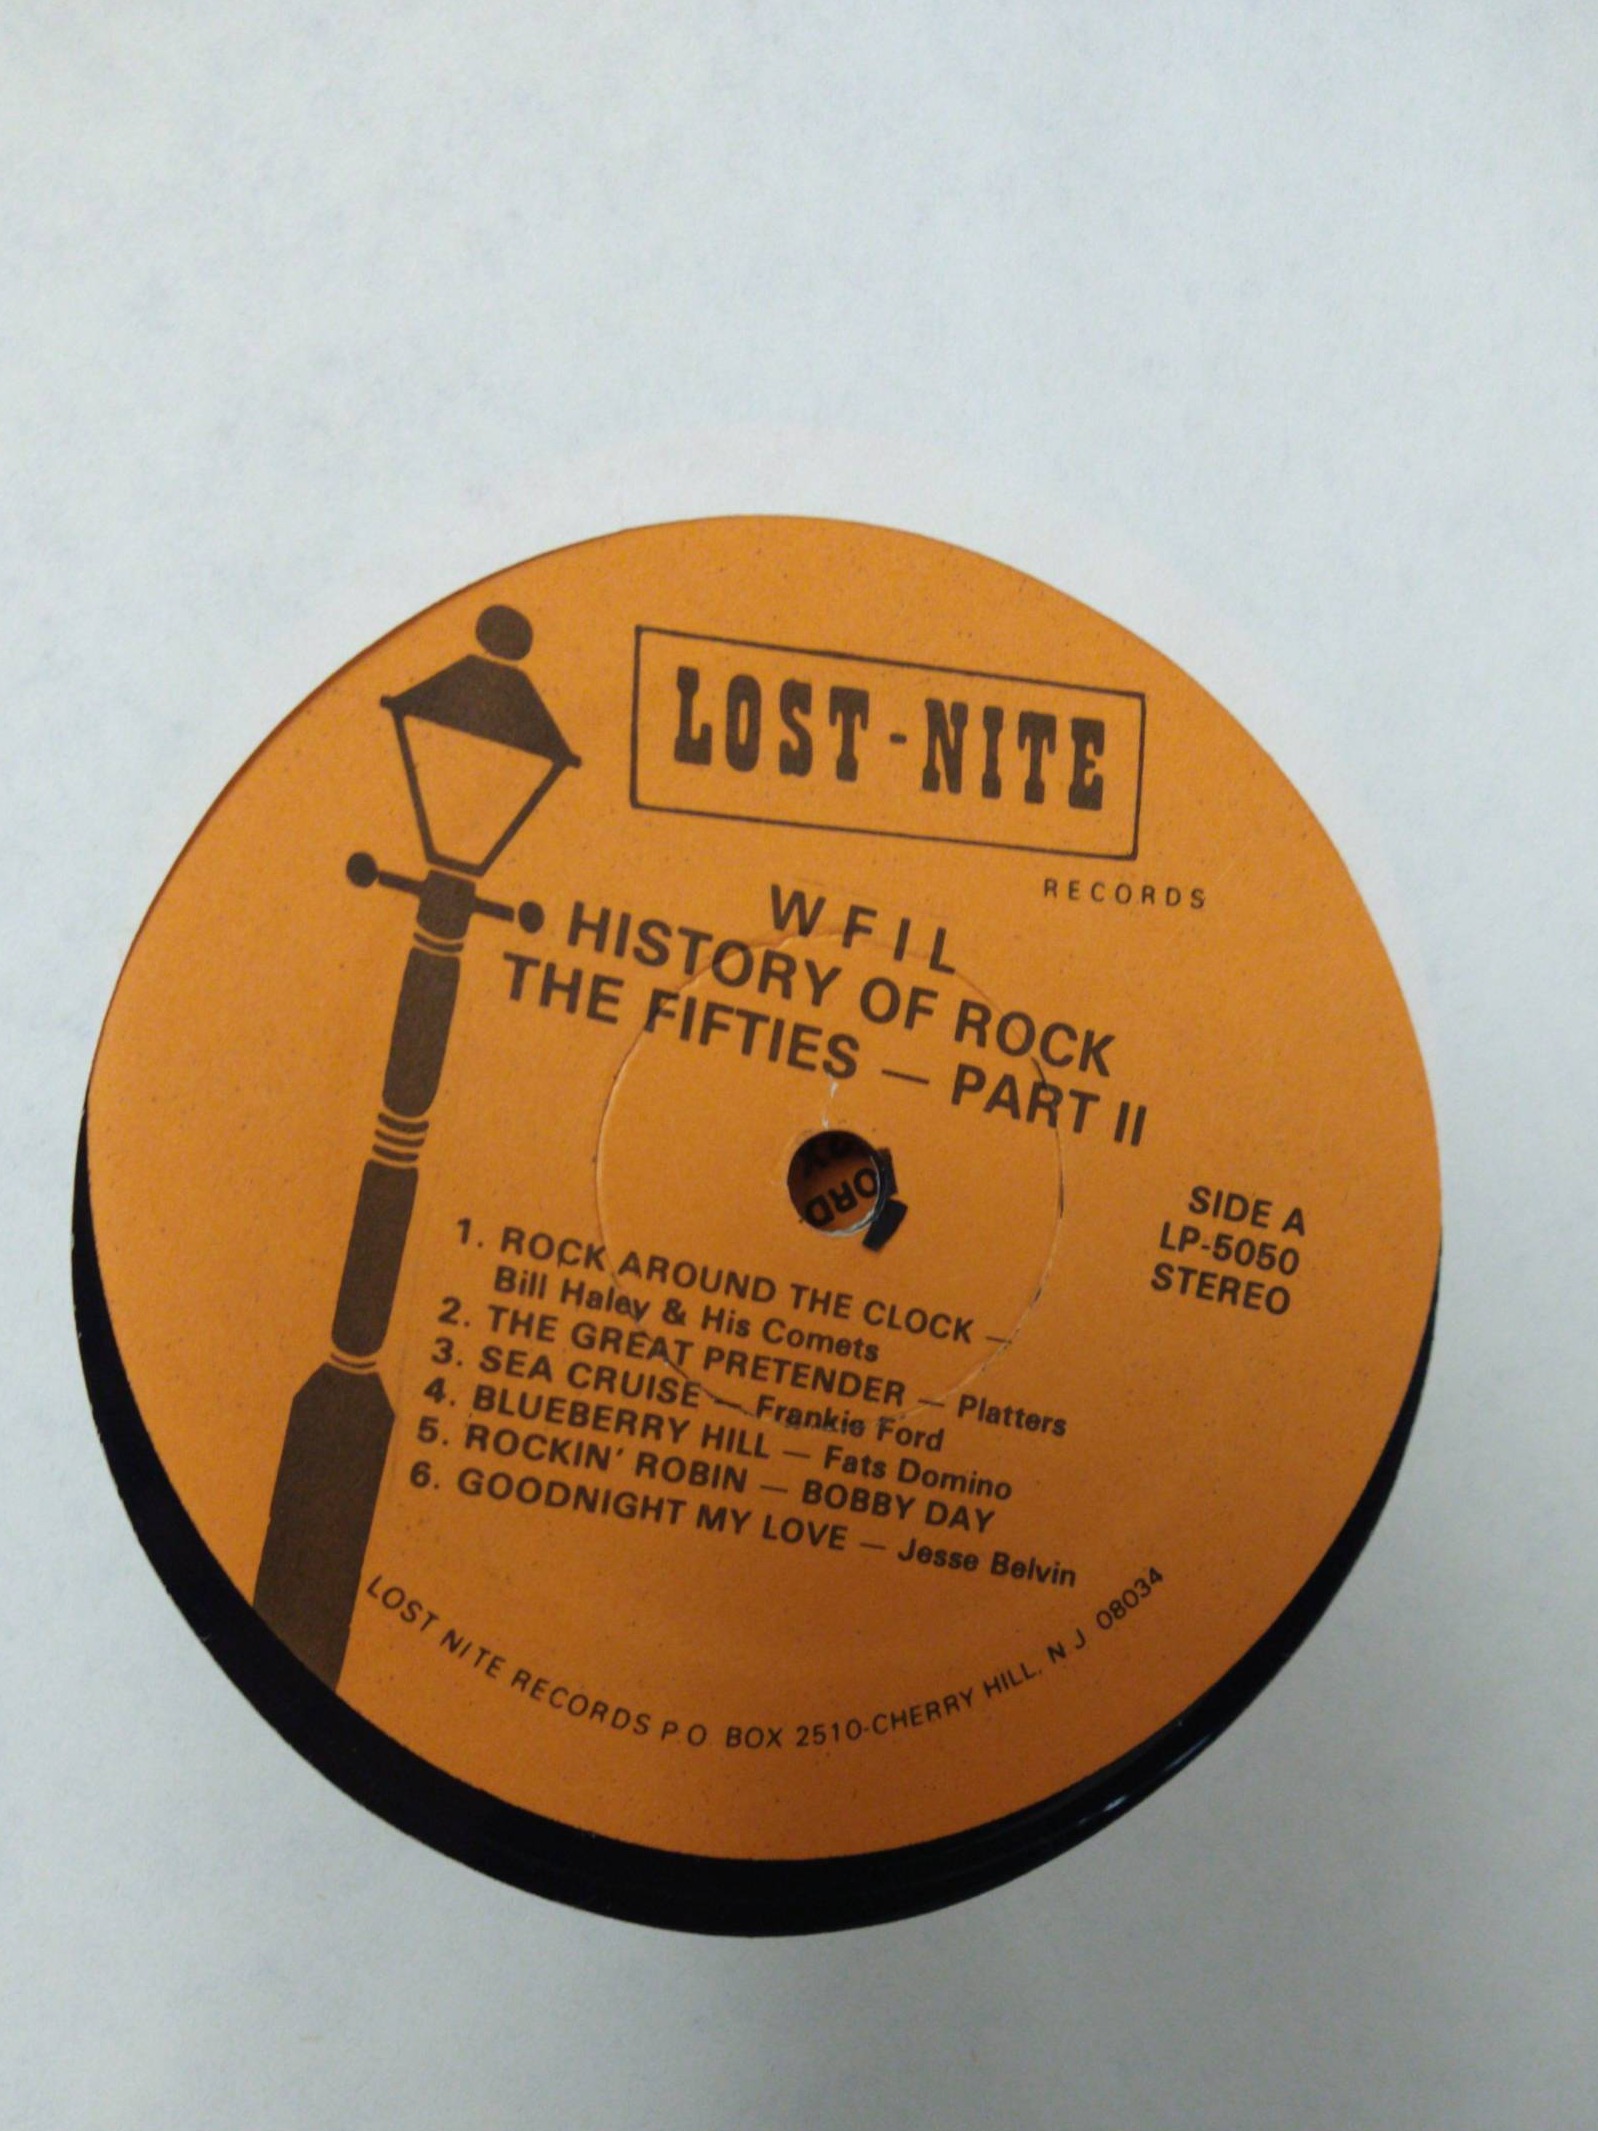 LOST-NITE
RECORDS
WFIL
HISTORY OF ROCK
THE FIFTIES — PART II
SIDE A
LP-5050
STEREO
1. ROCK AROUND THE CLOCK —
Bill Haley & His Comets
2. THE GREAT PRETENDER — Platters
3. SEA CRUISE — Frankie Ford
4. BLUEBERRY HILL — Fats Domino
5. ROCKIN' ROBIN — BOBBY DAY
6. GOODNIGHT MY LOVE — Jesse Belvin
LOST NITE RECORDS P.O. BOX 2510-CHERRY HILL, N.J. 08034